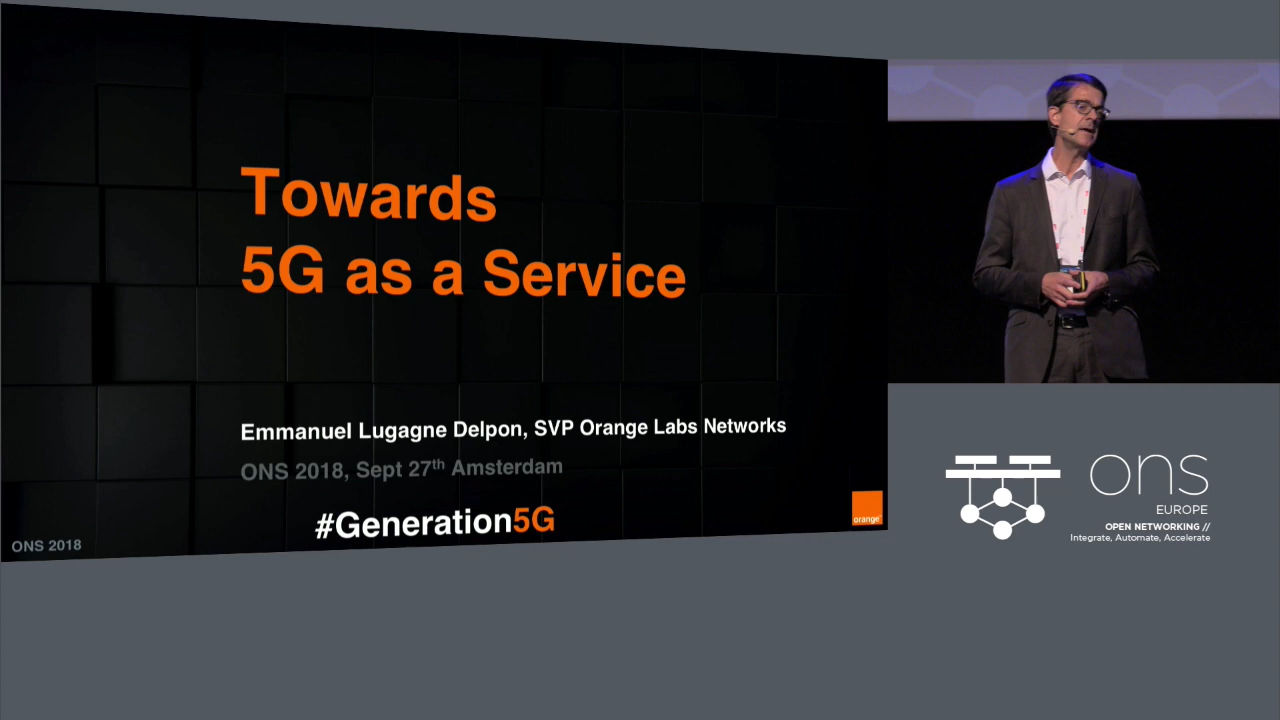 Towards
5G as a Service
Emmanuel Lugagne Delpon, SVP Orange Labs Networks
ONS 2018, Sept 27th Amsterdam
#Generation5G
ONS 2018
orange™
ons
EUROPE
OPEN NETWORKING //
Integrate, Automate, Accelerate